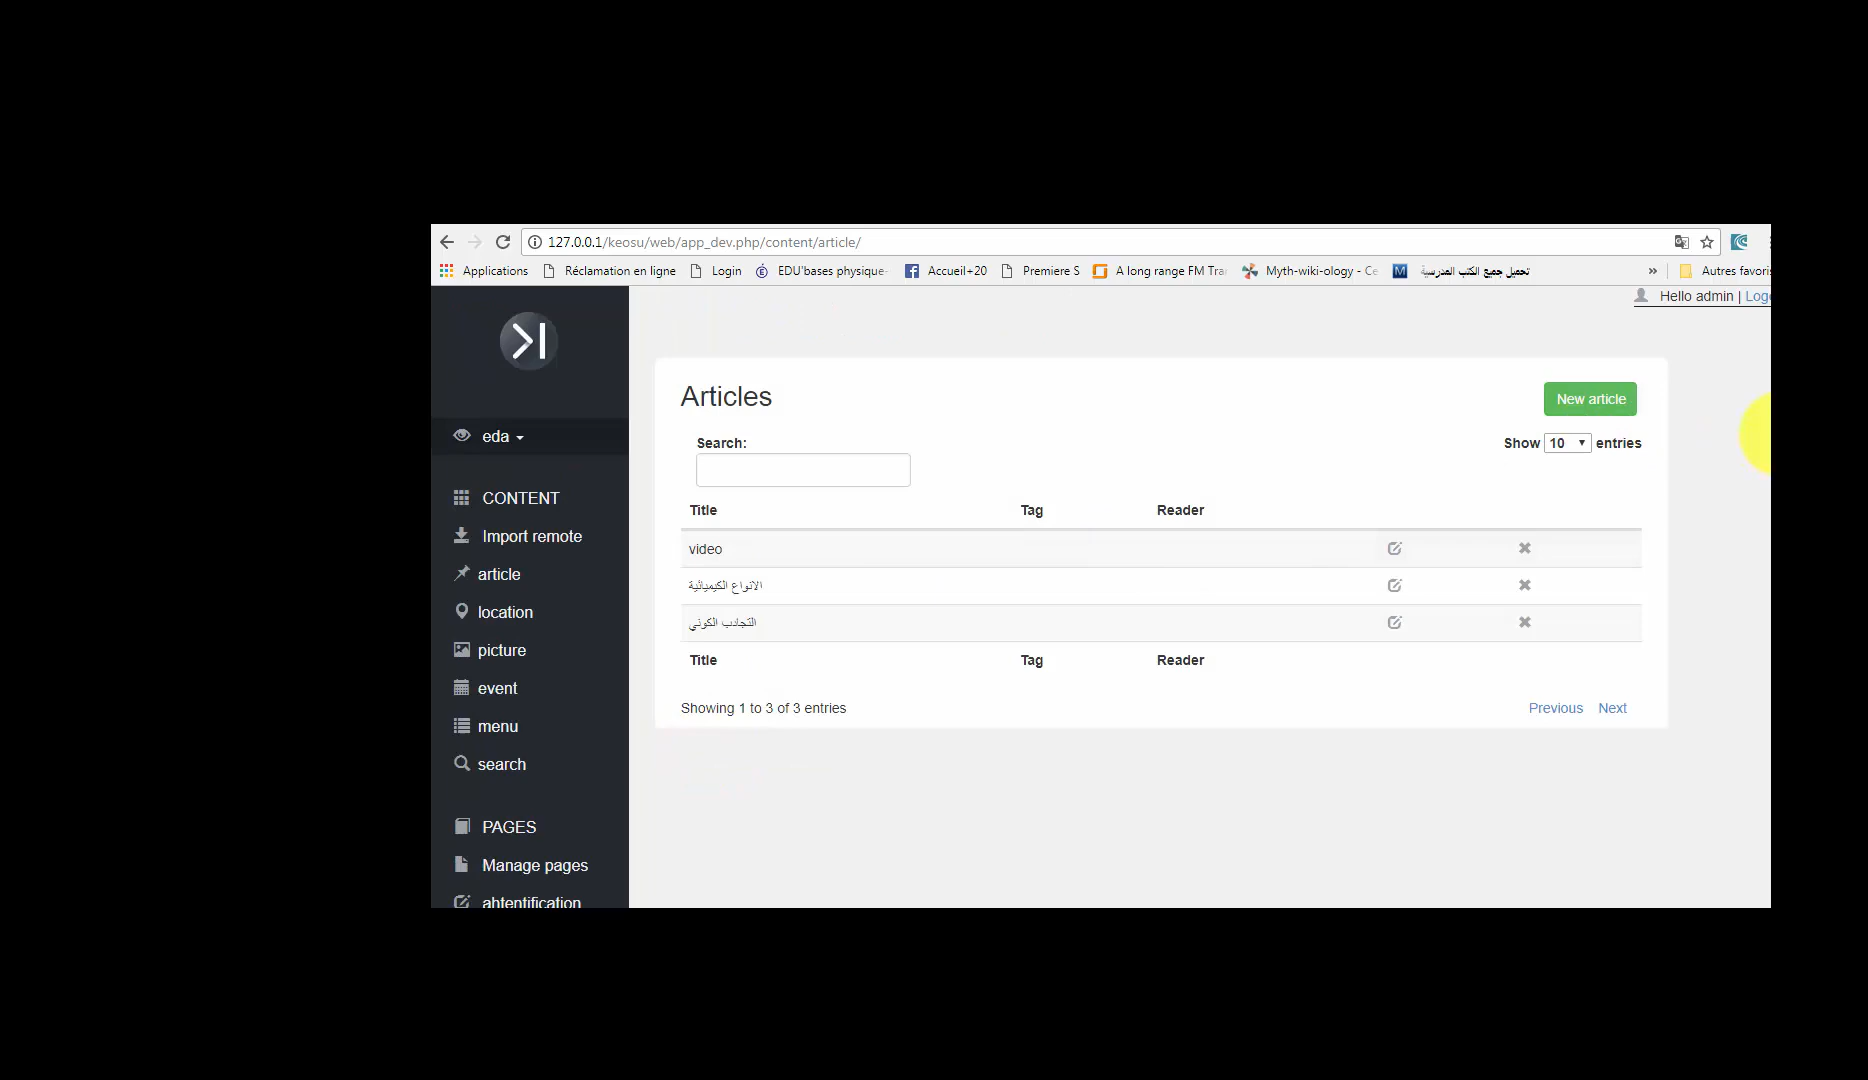 127.0.0.1/keosu/web/app_dev.php/content/article/
Applications Réclamation en ligne Login EDU'bases physique- Accueil+20 Premiere S A long range FM Tra Myth-wiki-ology - Ce تحميل جميع الكتب المدرسية » Autres favoris
Hello admin | Logo
eda
CONTENT
Import remote
article
location
picture
event
menu
search
PAGES
Manage pages
ahtentification
Articles
New article
Search:
Show 10 entries
Title Tag Reader
video
الانواع الكيميائية
التجادب الكوني
Title Tag Reader
Showing 1 to 3 of 3 entries
Previous Next